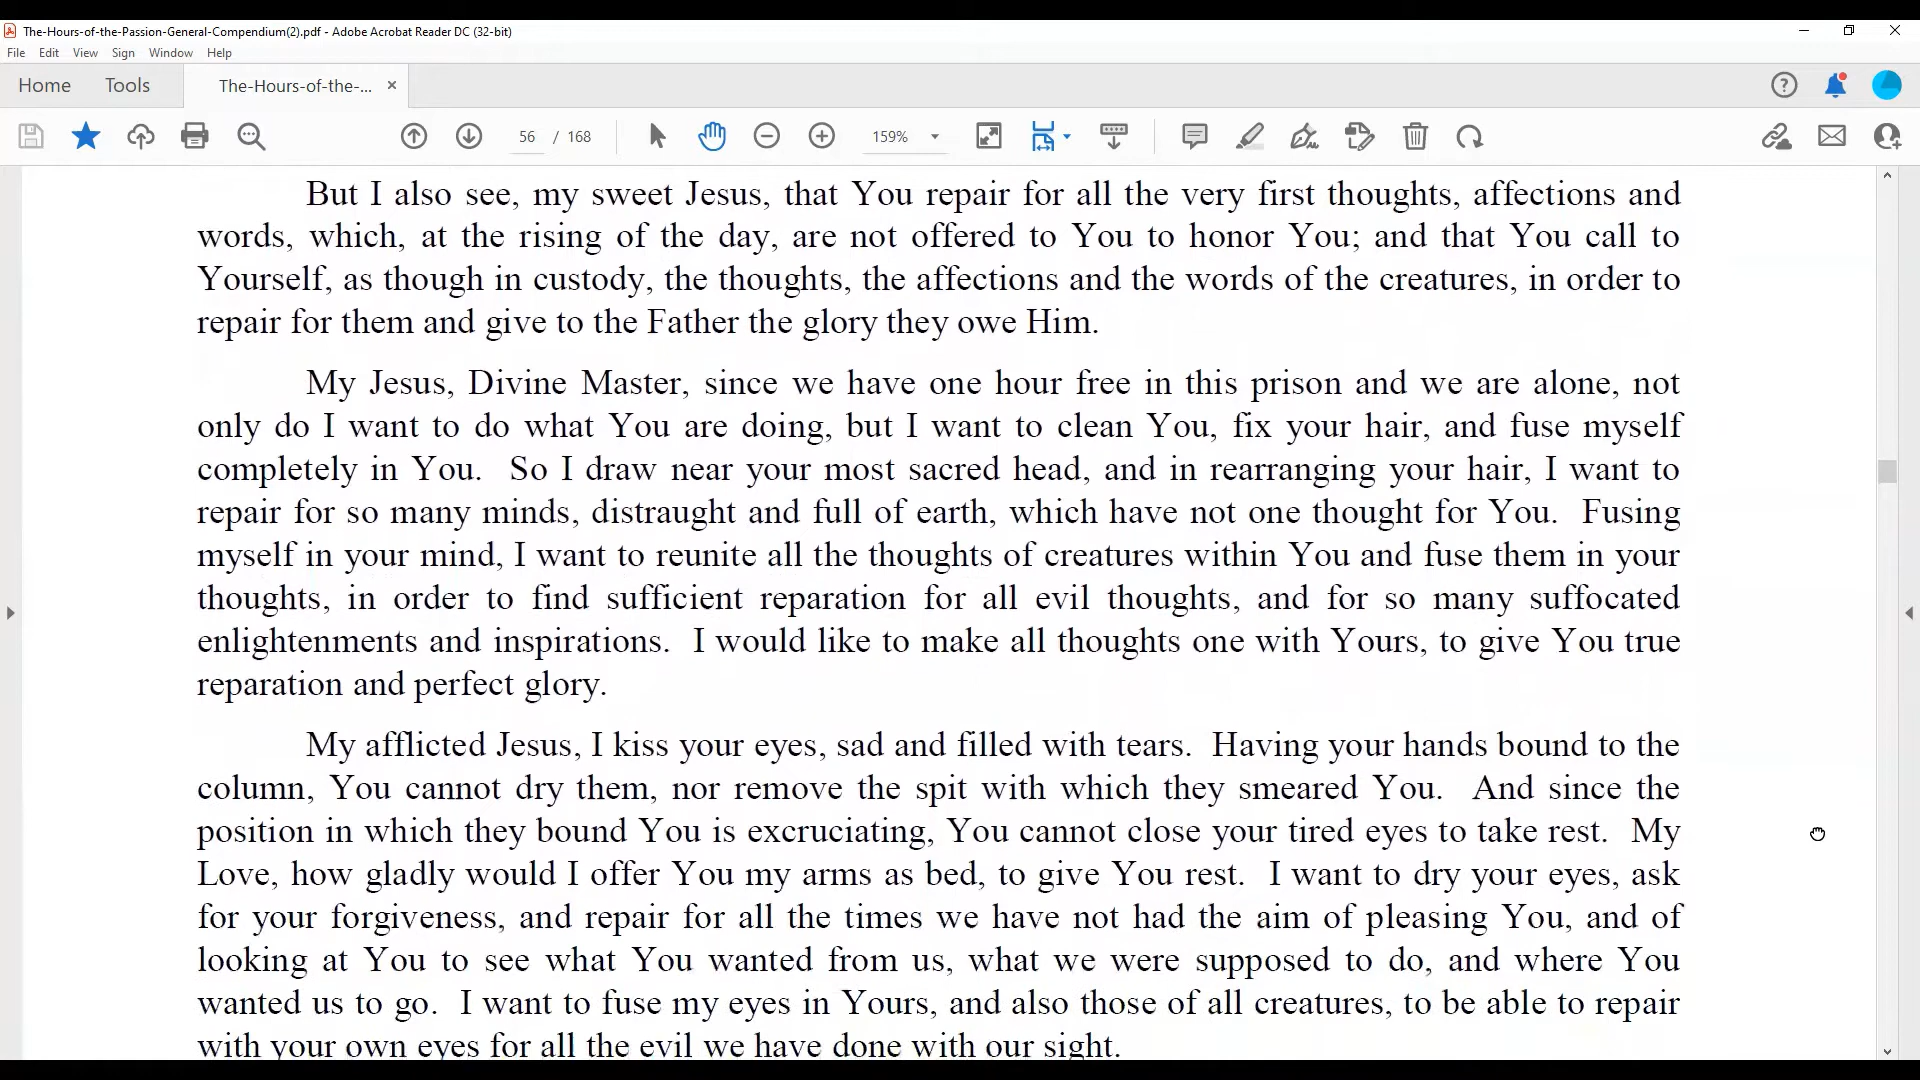 The-Hours-of-the-Passion-General-Compendium(2).pdf - Adobe Acrobat Reader DC (32-bit)
File Edit View Sign Window Help
Home Tools The-Hours-of-the-... ×
56 / 168 159%
But I also see, my sweet Jesus, that You repair for all the very first thoughts, affections and
words, which, at the rising of the day, are not offered to You to honor You; and that You call to
Yourself, as though in custody, the thoughts, the affections and the words of the creatures, in order to
repair for them and give to the Father the glory they owe Him.
My Jesus, Divine Master, since we have one hour free in this prison and we are alone, not
only do I want to do what You are doing, but I want to clean You, fix your hair, and fuse myself
completely in You. So I draw near your most sacred head, and in rearranging your hair, I want to
repair for so many minds, distraught and full of earth, which have not one thought for You. Fusing
myself in your mind, I want to reunite all the thoughts of creatures within You and fuse them in your
thoughts, in order to find sufficient reparation for all evil thoughts, and for so many suffocated
enlightenments and inspirations. I would like to make all thoughts one with Yours, to give You true
reparation and perfect glory.
My afflicted Jesus, I kiss your eyes, sad and filled with tears. Having your hands bound to the
column, You cannot dry them, nor remove the spit with which they smeared You. And since the
position in which they bound You is excruciating, You cannot close your tired eyes to take rest. My
Love, how gladly would I offer You my arms as bed, to give You rest. I want to dry your eyes, ask
for your forgiveness, and repair for all the times we have not had the aim of pleasing You, and of
looking at You to see what You wanted from us, what we were supposed to do, and where You
wanted us to go. I want to fuse my eyes in Yours, and also those of all creatures, to be able to repair
with your own eyes for all the evil we have done with our sight.